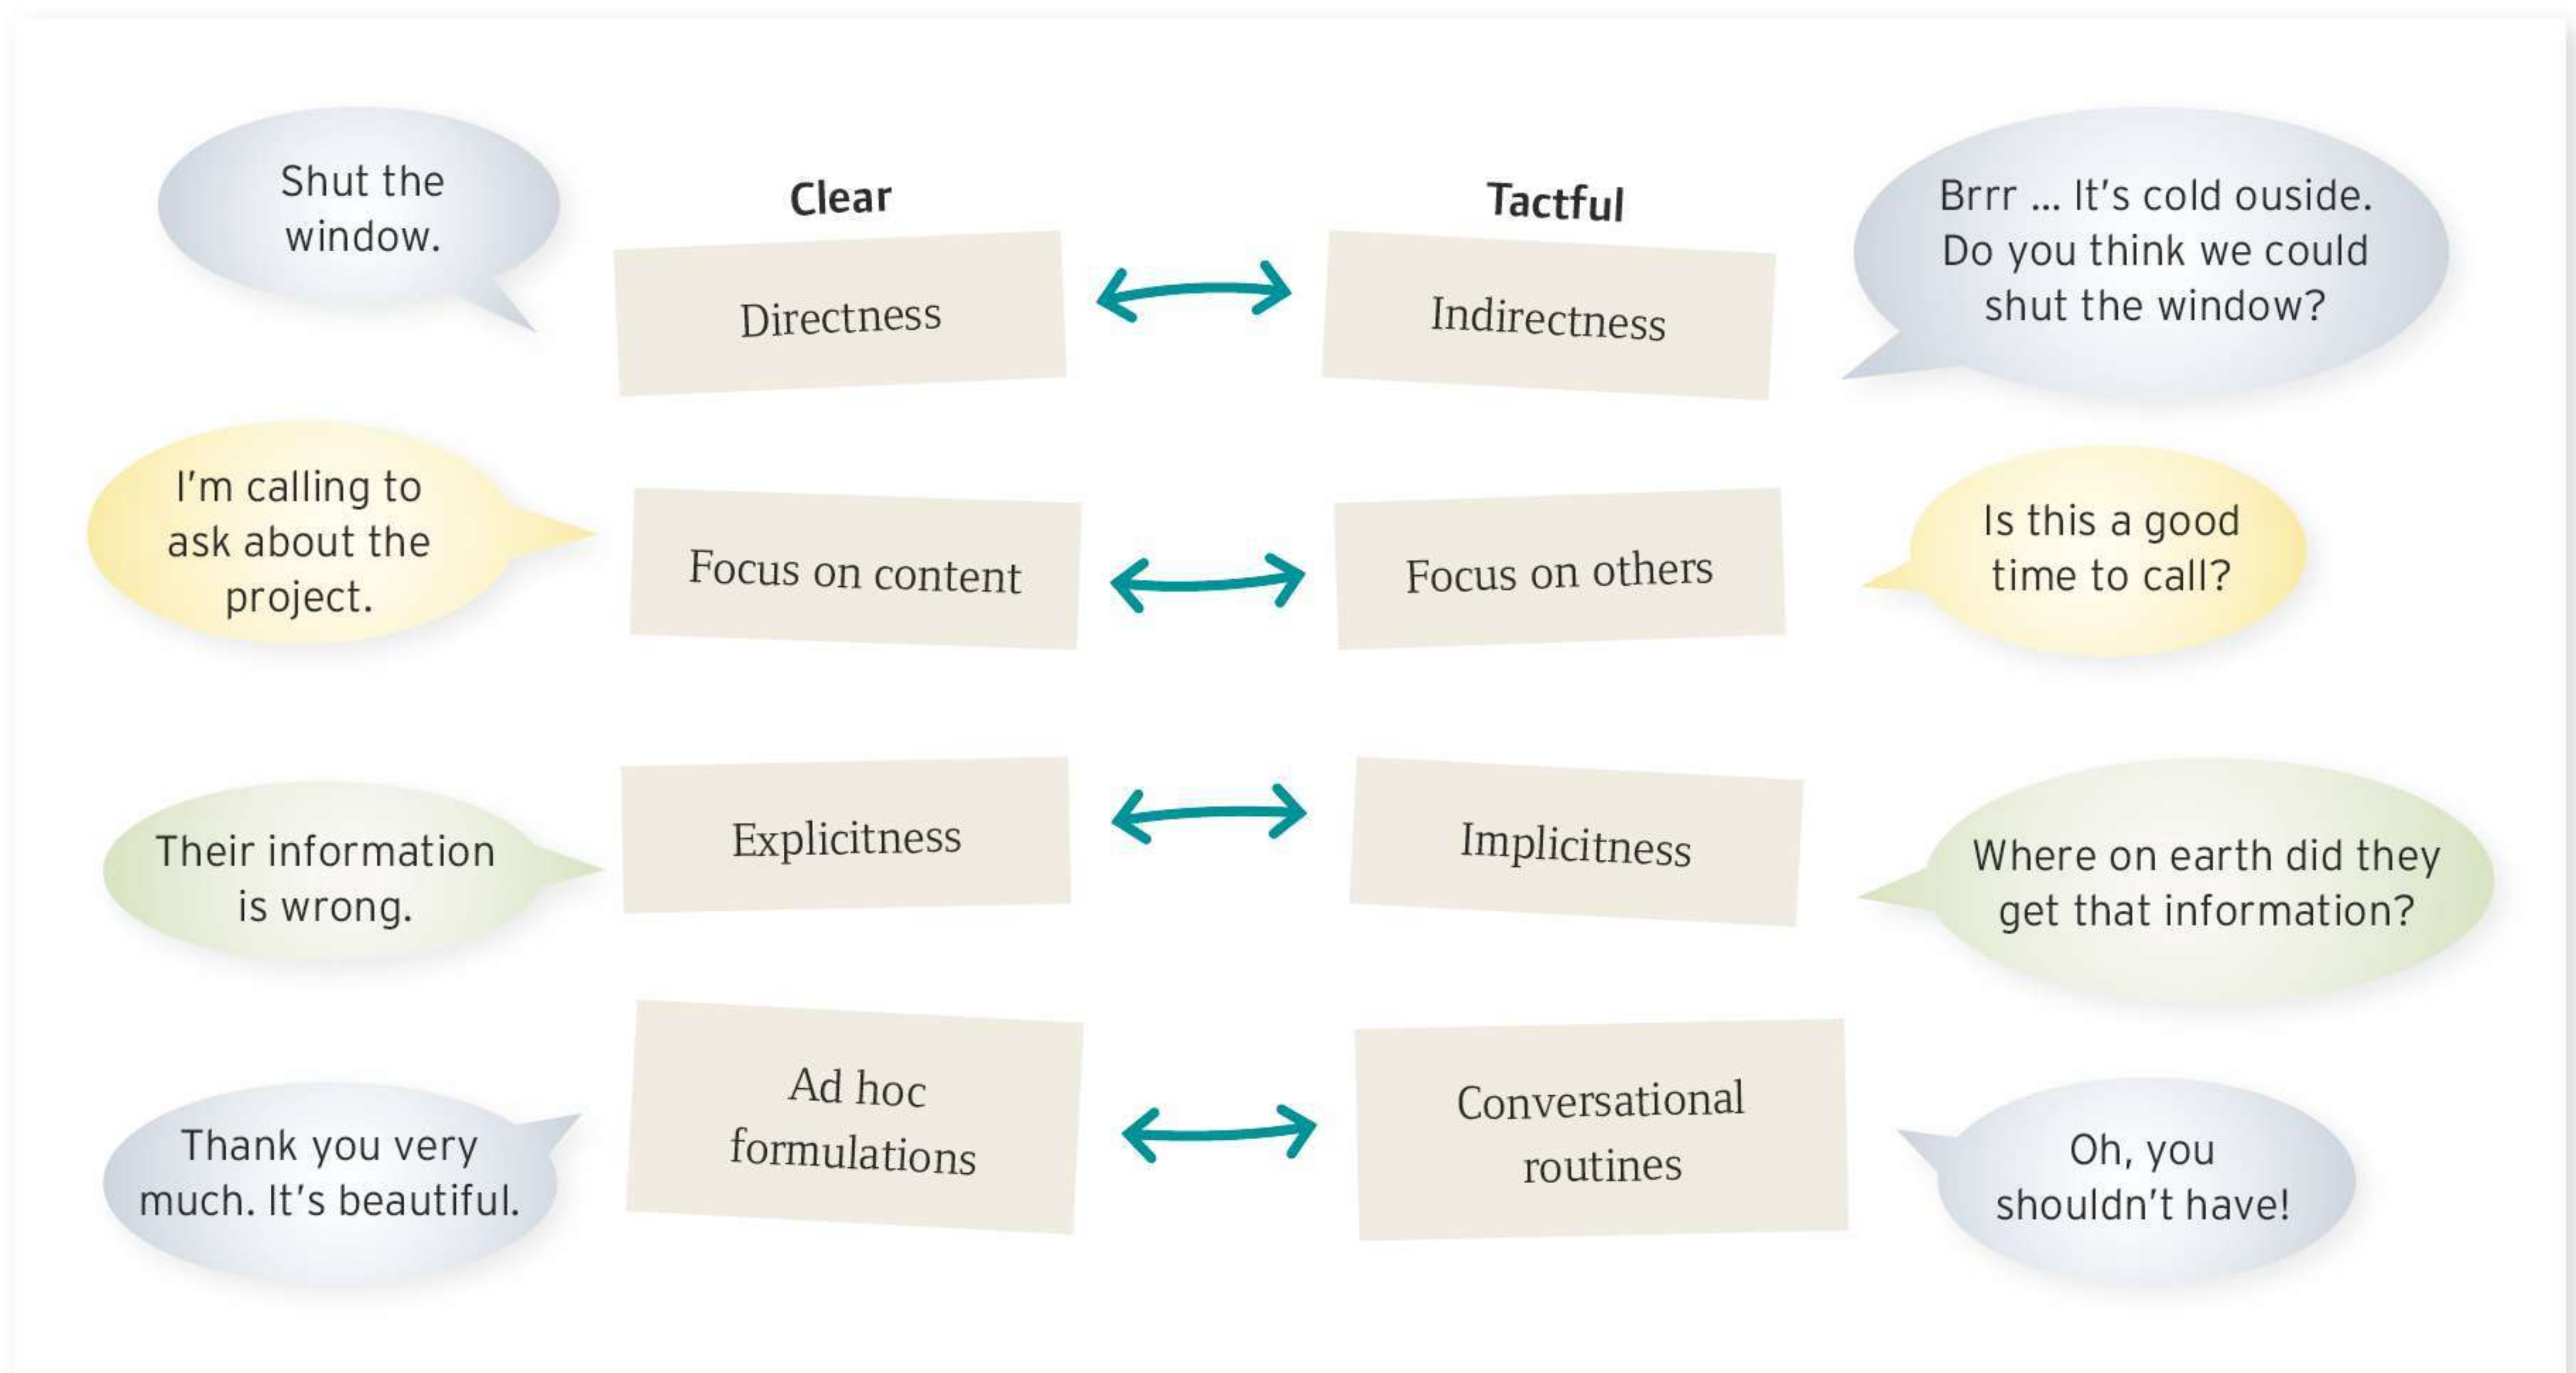 Clear
Tactful
Shut the
window.
Directness
Indirectness
Brrr ... It's cold ouside.
Do you think we could
shut the window?
I'm calling to
ask about the
project.
Focus on content
Focus on others
Is this a good
time to call?
Their information
is wrong.
Explicitness
Implicitness
Where on earth did they
get that information?
Thank you very
much. It's beautiful.
Ad hoc
formulations
Conversational
routines
Oh, you
shouldn't have!